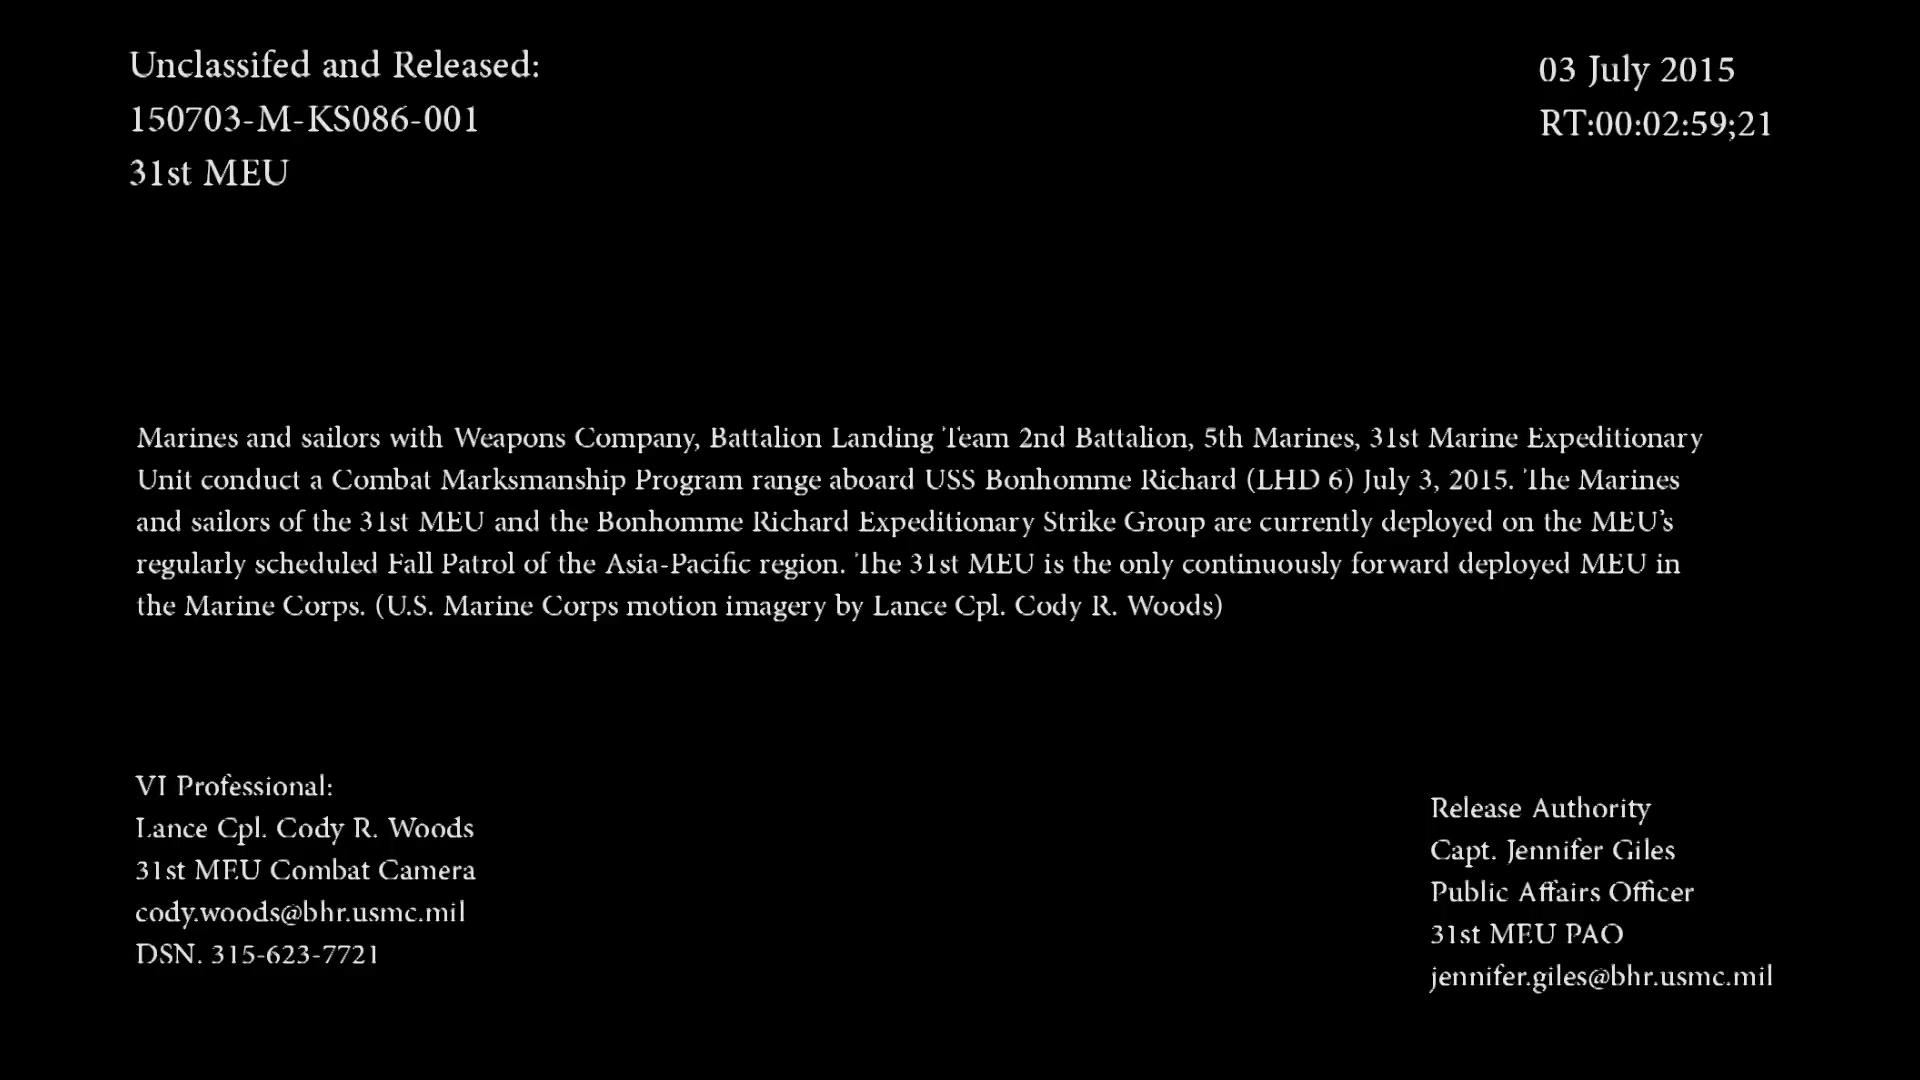 Unclassifed and Released:
150703-M-KS086-001
31st MEU
03 July 2015
RT:00:02:59;21
Marines and sailors with Weapons Company, Battalion Landing Team 2nd Battalion, 5th Marines, 31st Marine Expeditionary
Unit conduct a Combat Marksmanship Program range aboard USS Bonhomme Richard (LHD 6) July 3, 2015. The Marines
and sailors of the 31st MEU and the Bonhomme Richard Expeditionary Strike Group are currently deployed on the MEU’s
regularly scheduled Fall Patrol of the Asia-Pacific region. The 31st MEU is the only continuously forward deployed MEU in
the Marine Corps. (U.S. Marine Corps motion imagery by Lance Cpl. Cody R. Woods)
VI Professional:
Lance Cpl. Cody R. Woods
31st MEU Combat Camera
cody.woods@bhr.usmc.mil
DSN. 315-623-7721
Release Authority
Capt. Jennifer Giles
Public Affairs Officer
31st MEU PAO
jennifer.giles@bhr.usmc.mil